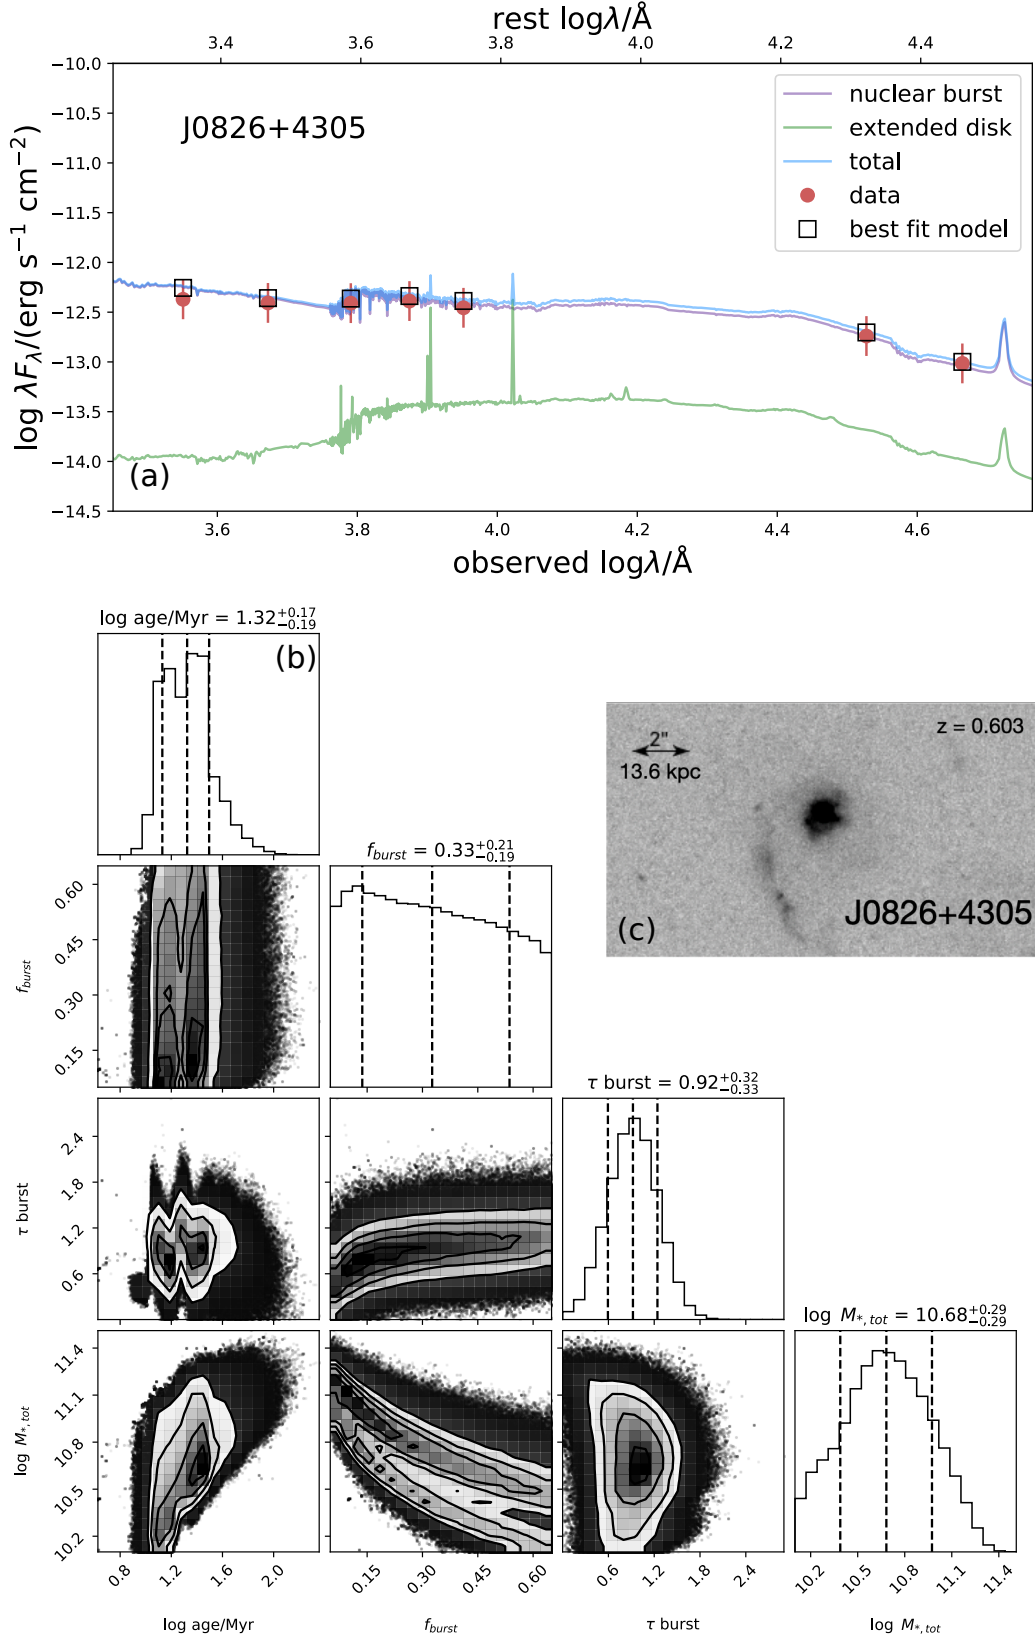 rest logλ/Å
3.4 3.6 3.8 4.0 4.2 4.4
log λFλ/(erg s⁻¹ cm⁻²)
−10.0
−10.5
−11.0
−11.5
−12.0
−12.5
−13.0
−13.5
−14.0
−14.5
J0826+4305
nuclear burst
extended disk
total
data
best fit model
(a)
3.6 3.8 4.0 4.2 4.4 4.6
observed logλ/Å
log age/Myr = 1.32 +0.17 −0.19
(b)
2"
13.6 kpc
z = 0.603
J0826+4305
(c)
f_burst = 0.33 +0.21 −0.19
f_burst
0.60
0.45
0.30
0.15
τ burst = 0.92 +0.32 −0.33
τ burst
2.4
1.8
1.2
0.6
log M*,tot = 10.68 +0.29 −0.29
log M*,tot
11.4
11.1
10.8
10.5
10.2
0.8 1.2 1.6 2.0
0.15 0.30 0.45 0.60
0.6 1.2 1.8 2.4
10.2 10.5 10.8 11.1 11.4
log age/Myr
f_burst
τ burst
log M*,tot